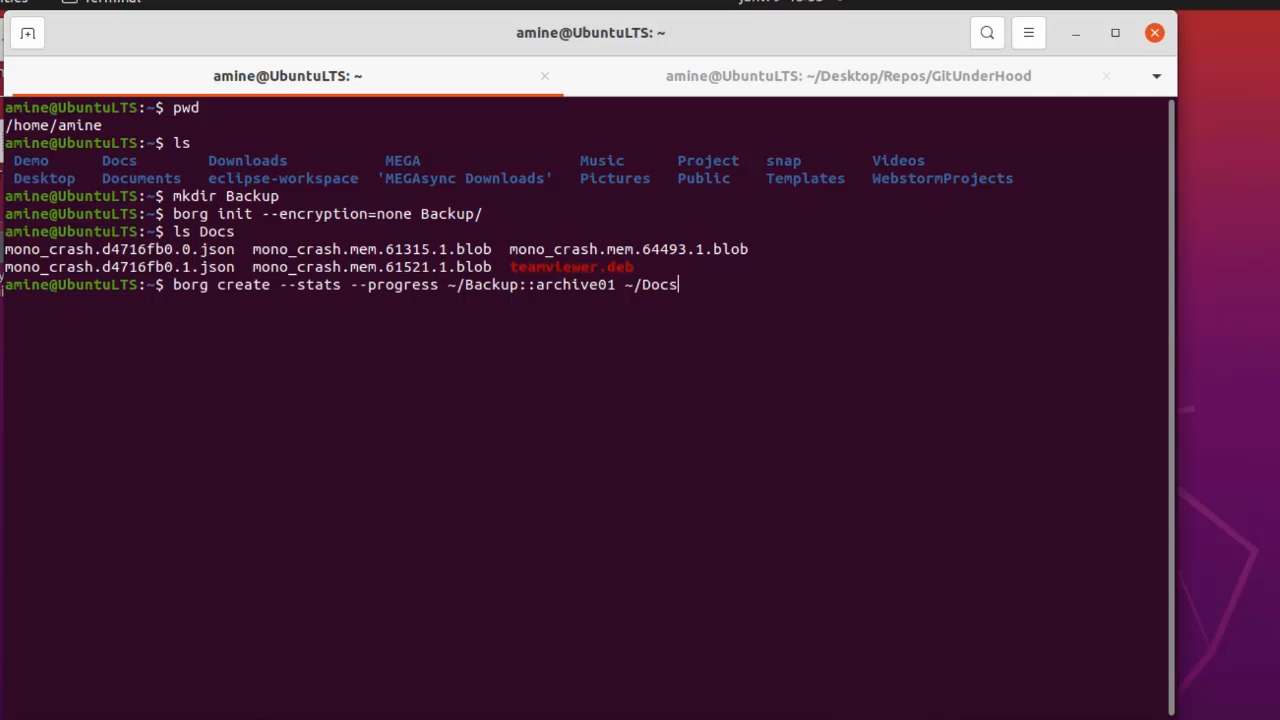 Terminal
amine@UbuntuLTS: ~
amine@UbuntuLTS: ~ amine@UbuntuLTS: ~/Desktop/Repos/GitUnderHood
amine@UbuntuLTS:~$ pwd
/home/amine
amine@UbuntuLTS:~$ ls
Demo Docs Downloads MEGA Music Project snap Videos
Desktop Documents eclipse-workspace 'MEGAsync Downloads' Pictures Public Templates WebstormProjects
amine@UbuntuLTS:~$ mkdir Backup
amine@UbuntuLTS:~$ borg init --encryption=none Backup/
amine@UbuntuLTS:~$ ls Docs
mono_crash.d4716fb0.0.json mono_crash.mem.61315.1.blob mono_crash.mem.64493.1.blob
mono_crash.d4716fb0.1.json mono_crash.mem.61521.1.blob teamviewer.deb
amine@UbuntuLTS:~$ borg create --stats --progress ~/Backup::archive01 ~/Docs